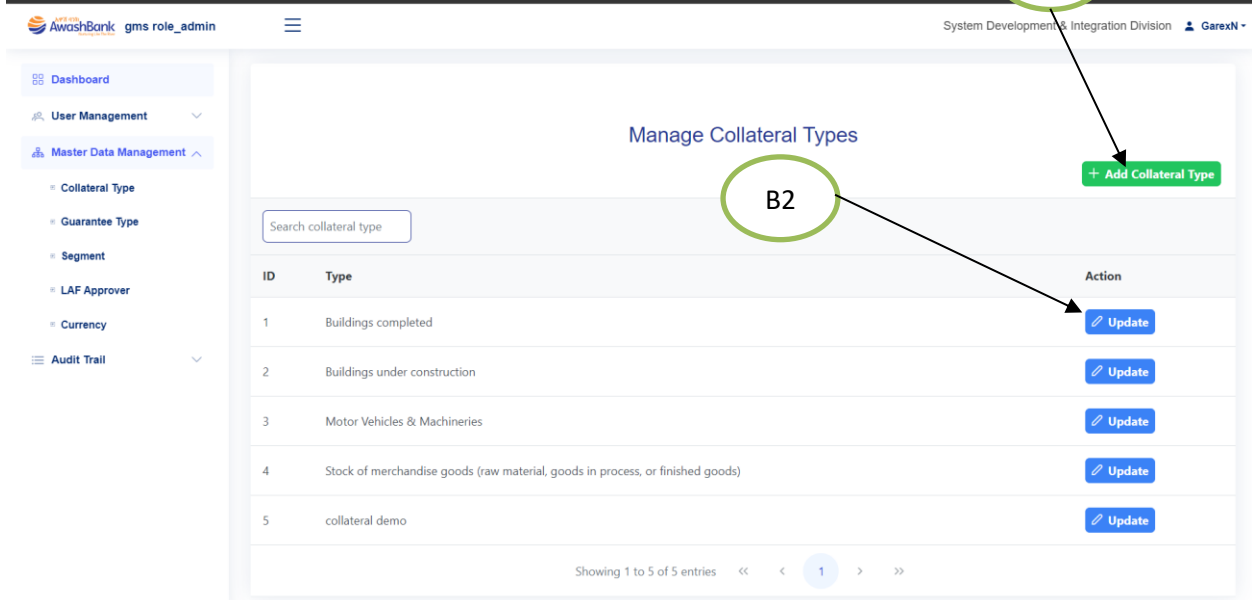 AwashBank gms role_admin
System Development & Integration Division GarexN
Dashboard
User Management
Master Data Management
Collateral Type
Guarantee Type
Segment
LAF Approver
Currency
Audit Trail
Manage Collateral Types
+ Add Collateral Type
B2
Search collateral type
ID Type Action
1 Buildings completed Update
2 Buildings under construction Update
3 Motor Vehicles & Machineries Update
4 Stock of merchandise goods (raw material, goods in process, or finished goods) Update
5 collateral demo Update
Showing 1 to 5 of 5 entries << < 1 > >>